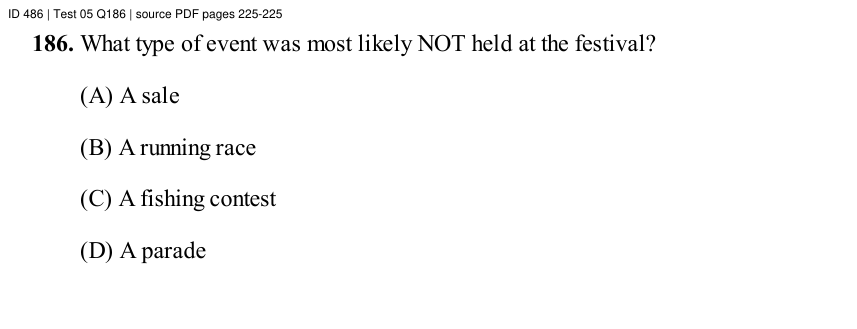 ID 486 | Test 05 Q186 | source PDF pages 225-225
186. What type of event was most likely NOT held at the festival?
(A) A sale
(B) A running race
(C) A fishing contest
(D) A parade